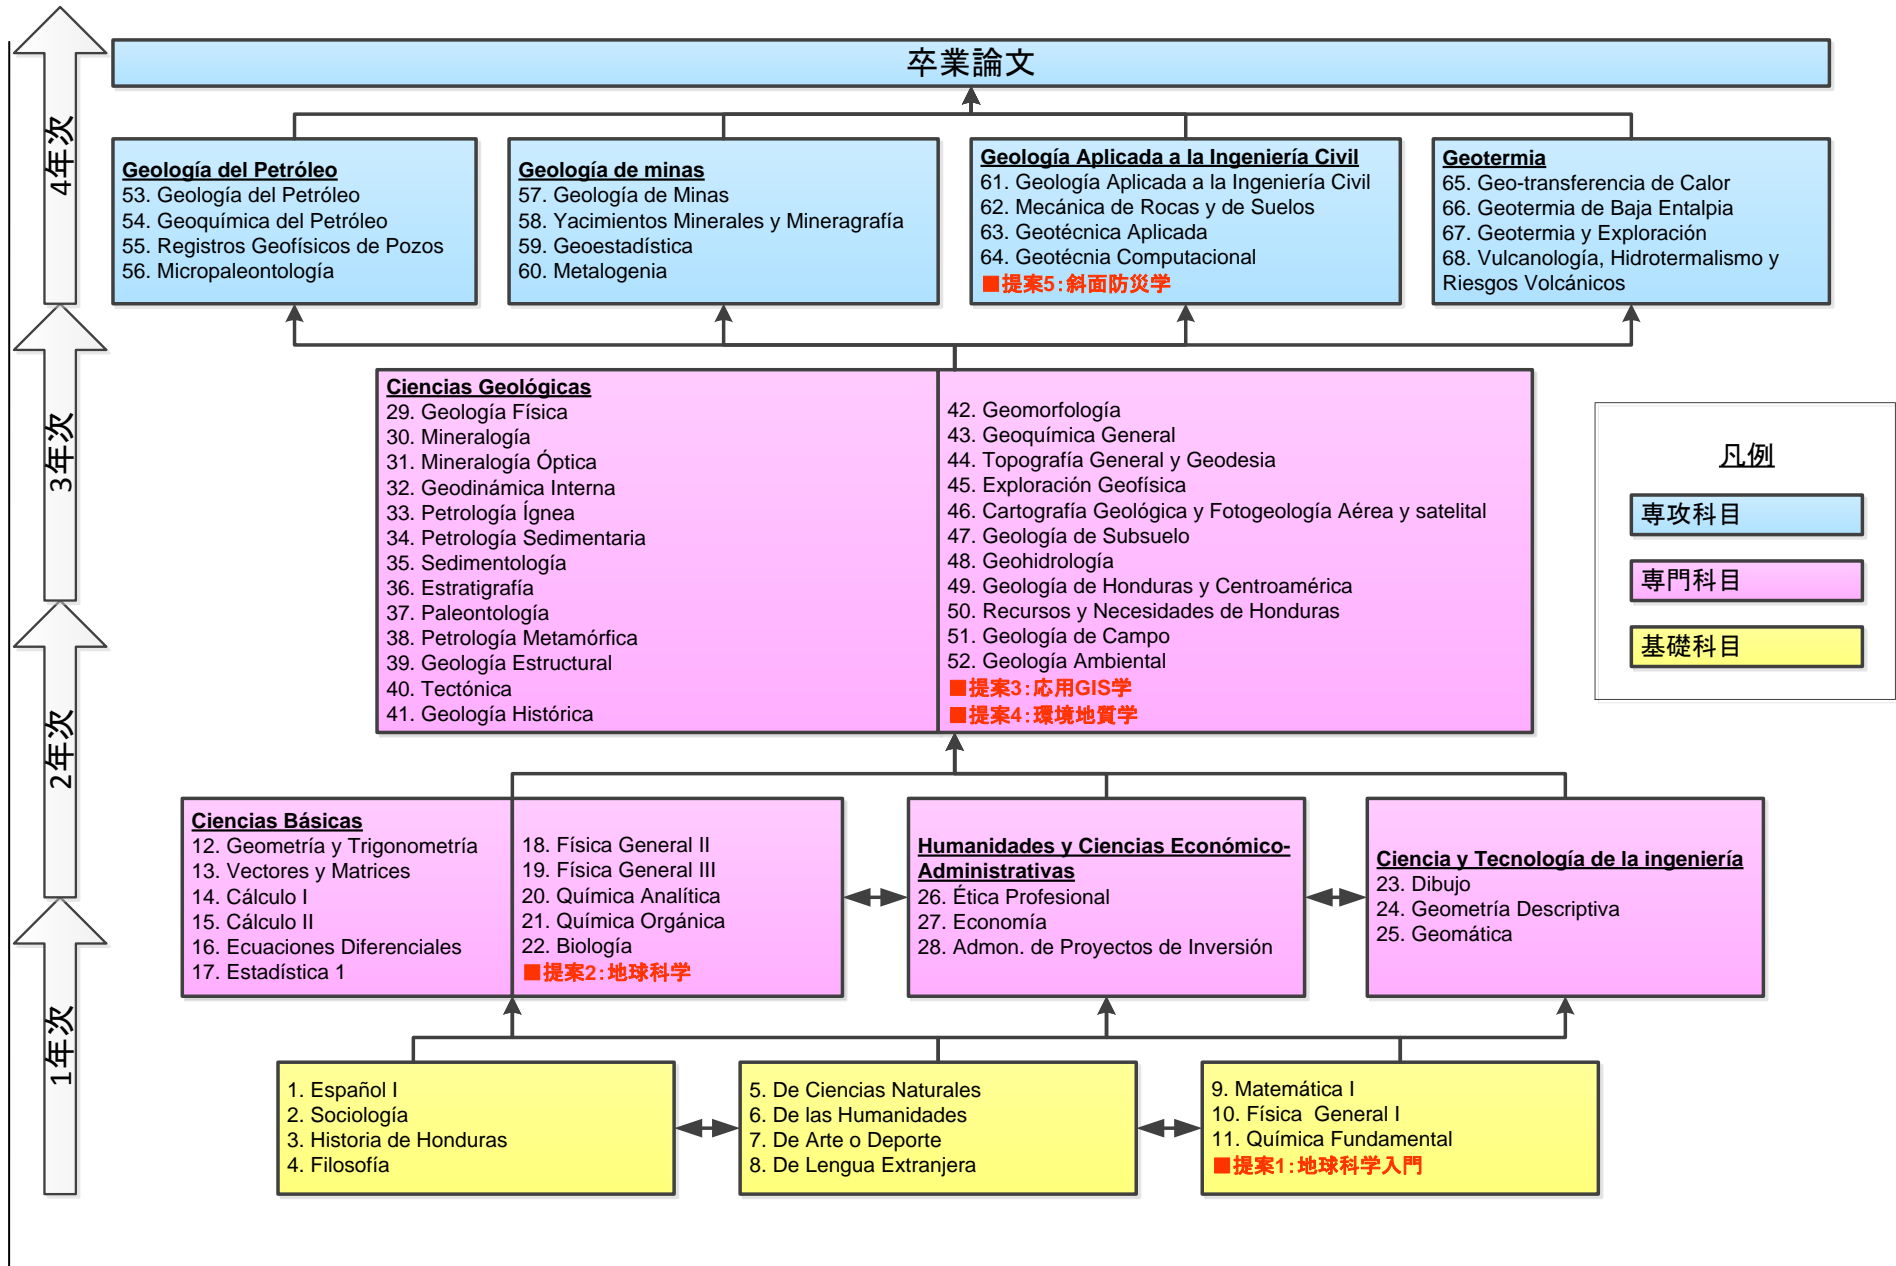 卒業論文
4年次
Geología del Petróleo
53. Geología del Petróleo
54. Geoquímica del Petróleo
55. Registros Geofísicos de Pozos
56. Micropaleontología
Geología de minas
57. Geología de Minas
58. Yacimientos Minerales y Mineragrafía
59. Geoestadística
60. Metalogenia
Geología Aplicada a la Ingeniería Civil
61. Geología Aplicada a la Ingeniería Civil
62. Mecánica de Rocas y de Suelos
63. Geotécnica Aplicada
64. Geotécnia Computacional
■提案5：斜面防災学
Geotermia
65. Geo-transferencia de Calor
66. Geotermia de Baja Entalpia
67. Geotermia y Exploración
68. Vulcanología, Hidrotermalismo y
Riesgos Volcánicos
3年次
Ciencias Geológicas
29. Geología Física
30. Mineralogía
31. Mineralogía Óptica
32. Geodinámica Interna
33. Petrología Ígnea
34. Petrología Sedimentaria
35. Sedimentología
36. Estratigrafía
37. Paleontología
38. Petrología Metamórfica
39. Geología Estructural
40. Tectónica
41. Geología Histórica
42. Geomorfología
43. Geoquímica General
44. Topografía General y Geodesia
45. Exploración Geofísica
46. Cartografía Geológica y Fotogeología Aérea y satelital
47. Geología de Subsuelo
48. Geohidrología
49. Geología de Honduras y Centroamérica
50. Recursos y Necesidades de Honduras
51. Geología de Campo
52. Geología Ambiental
■提案3：応用GIS学
■提案4：環境地質学
凡例
専攻科目
専門科目
基礎科目
2年次
Ciencias Básicas
12. Geometría y Trigonometría
13. Vectores y Matrices
14. Cálculo I
15. Cálculo II
16. Ecuaciones Diferenciales
17. Estadística 1
18. Física General II
19. Física General III
20. Química Analítica
21. Química Orgánica
22. Biología
■提案2：地球科学
Humanidades y Ciencias Económico-
Administrativas
26. Ética Profesional
27. Economía
28. Admon. de Proyectos de Inversión
Ciencia y Tecnología de la ingeniería
23. Dibujo
24. Geometría Descriptiva
25. Geomática
1年次
1. Español I
2. Sociología
3. Historia de Honduras
4. Filosofía
5. De Ciencias Naturales
6. De las Humanidades
7. De Arte o Deporte
8. De Lengua Extranjera
9. Matemática I
10. Física  General I
11. Química Fundamental
■提案1：地球科学入門